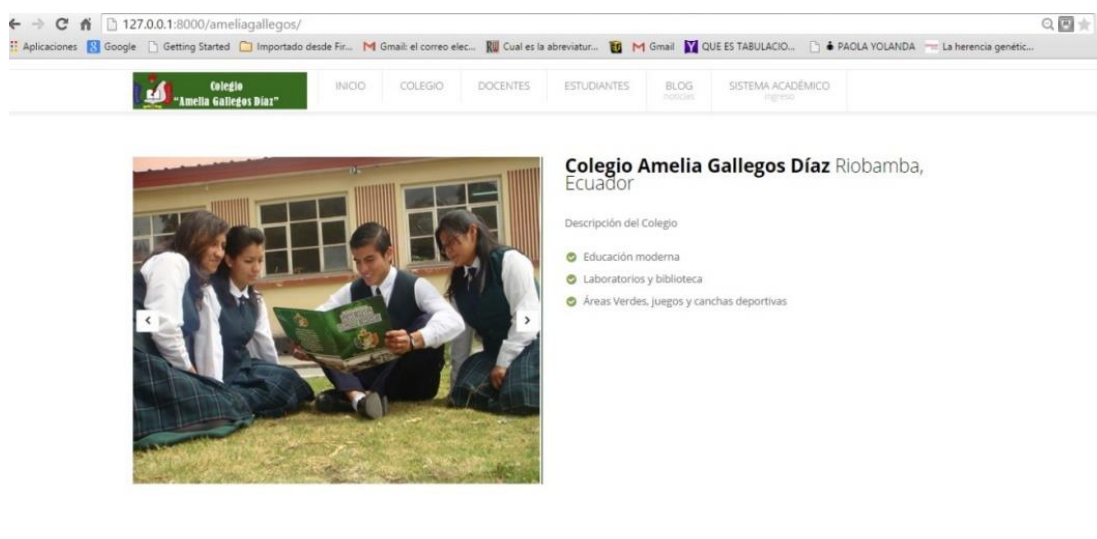 127.0.0.1:8000/ameliagallegos/
Aplicaciones Google Getting Started Importado desde Fir... Gmail: el correo elec... Cual es la abreviatur... Gmail QUE ES TABULACIO... PAOLA YOLANDA La herencia genétic...
Colegio
"Amelia Gallegos Díaz"
INICIO COLEGIO DOCENTES ESTUDIANTES BLOG SISTEMA ACADÉMICO
noticias ingreso
Colegio Amelia Gallegos Díaz Riobamba,
Ecuador
Descripción del Colegio
Educación moderna
Laboratorios y biblioteca
Áreas Verdes, juegos y canchas deportivas